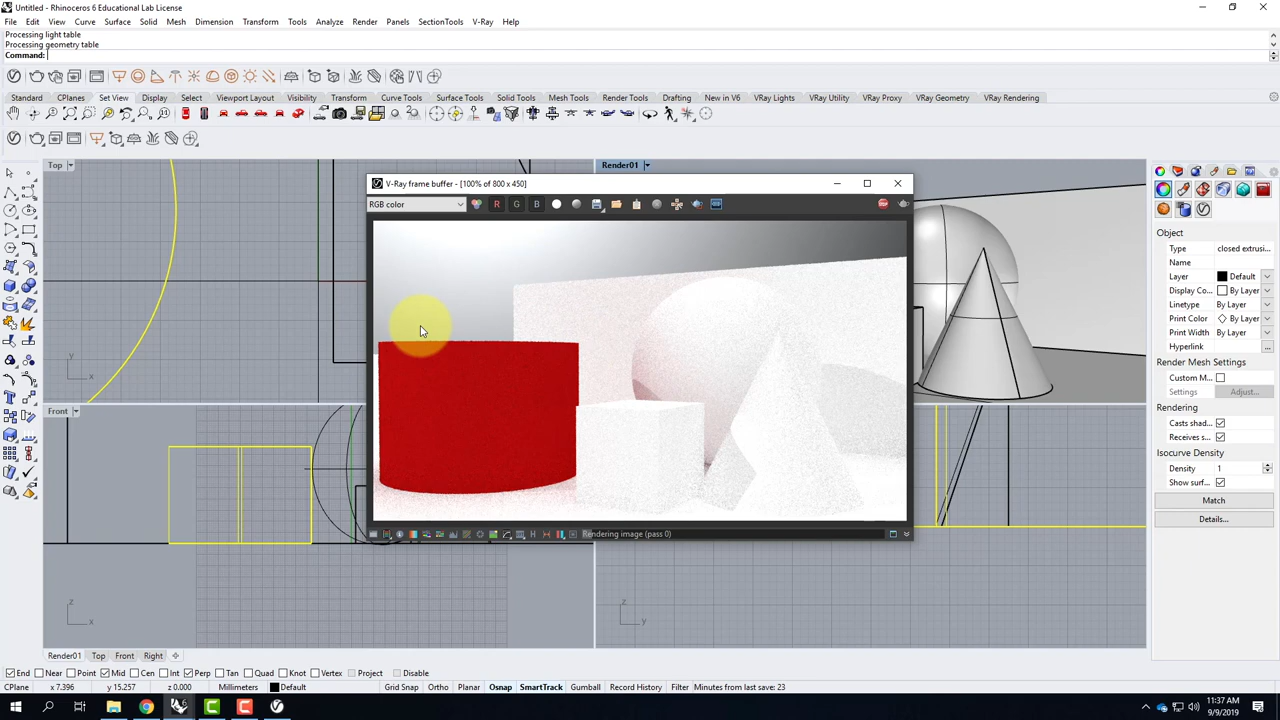 Untitled - Rhinoceros 6 Educational Lab License
File Edit View Curve Surface Solid Mesh Dimension Transform Tools Analyze Render Panels SectionTools V-Ray Help
Processing light table
Processing geometry table
Command:
Standard CPlanes Set View Display Select Viewport Layout Visibility Transform Curve Tools Surface Tools Solid Tools Mesh Tools Render Tools Drafting New in V6 VRay Lights VRay Utility VRay Proxy VRay Geometry VRay Rendering
Top
Render01
V-Ray frame buffer - [100% of 800 x 450]
RGB color
R G B
Object
Type closed extrusi...
Name
Layer Default
Display Co... By Layer
Linetype By Layer
Print Color By Layer
Print Width By Layer
Hyperlink ...
Render Mesh Settings
Custom M...
Settings Adjust...
Rendering
Casts shad...
Receives s...
Isocurve Density
Density 1
Show surf...
Match
Details...
y
x
Front
z
x
z
y
H
Rendering image (pass 0)
Render01 Top Front Right
End Near Point Mid Cen Int Perp Tan Quad Knot Vertex Project Disable
CPlane x 7.396 y 15.257 z 0.000 Millimeters Default Grid Snap Ortho Planar Osnap SmartTrack Gumball Record History Filter Minutes from last save: 23
11:37 AM
9/9/2019